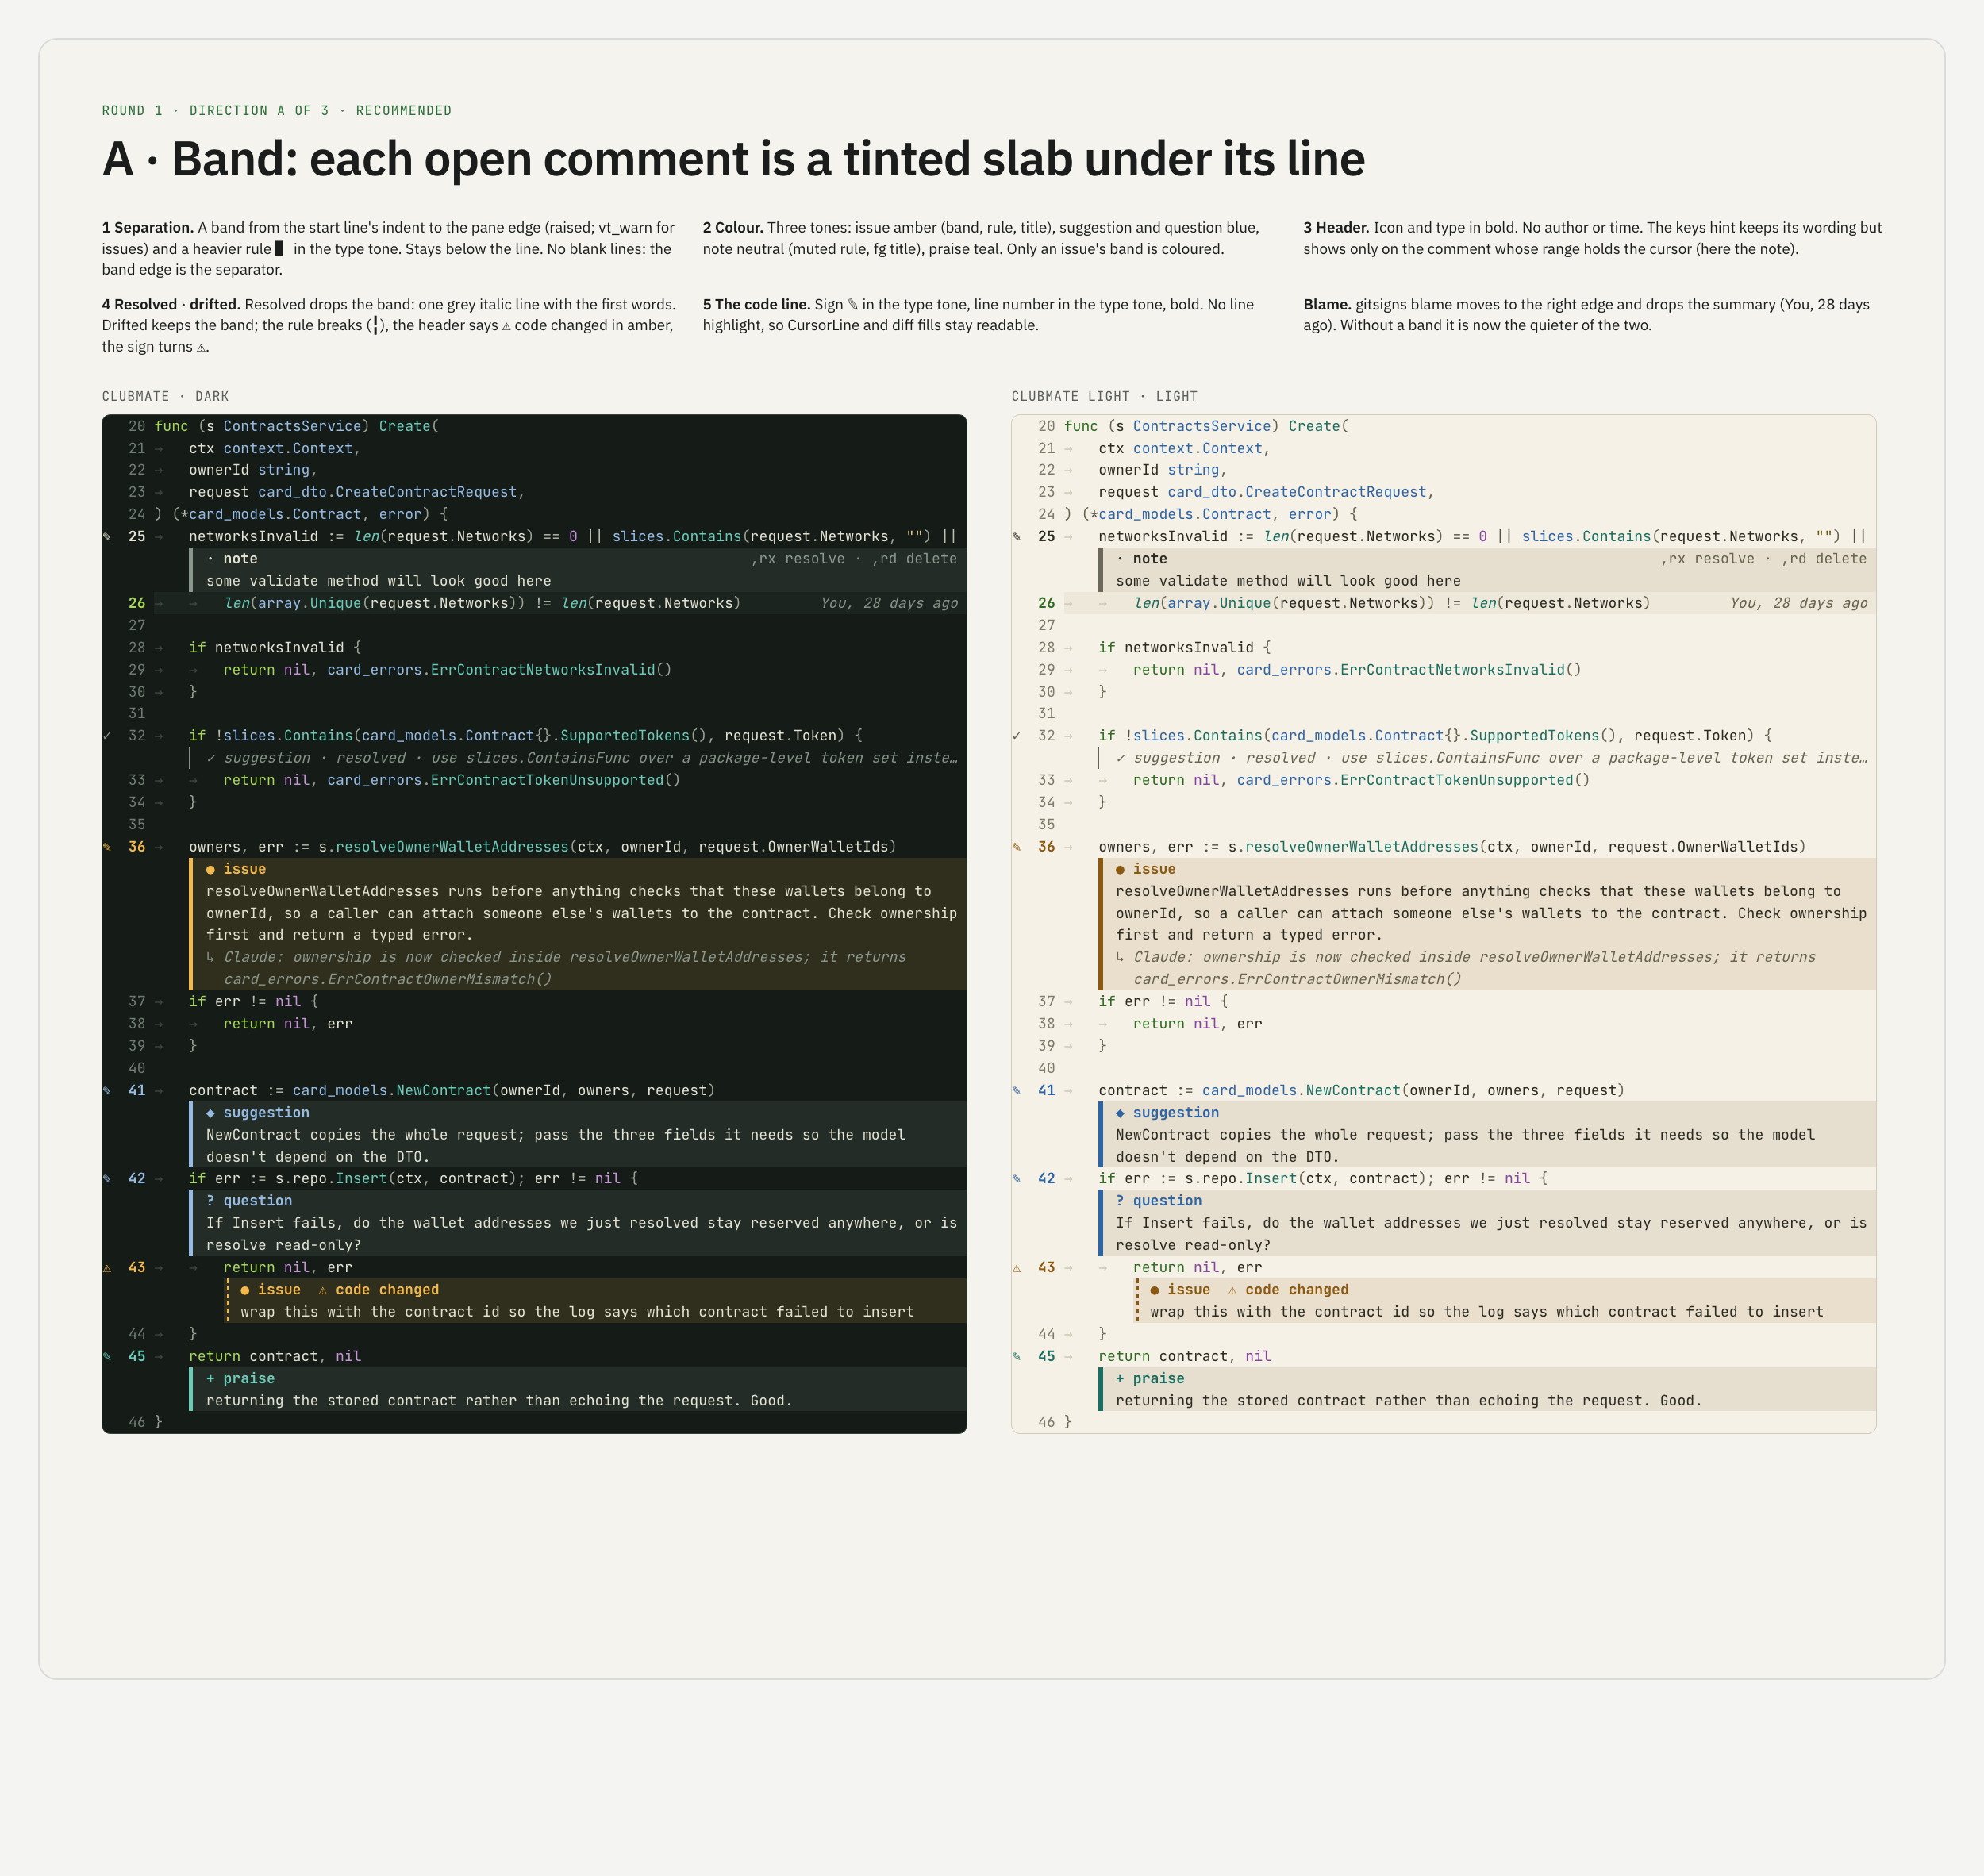 ROUND 1 · DIRECTION A OF 3 · RECOMMENDED
A · Band: each open comment is a tinted slab under its line
1 Separation. A band from the start line's indent to the pane edge (raised; vt_warn for
issues) and a heavier rule ▊ in the type tone. Stays below the line. No blank lines: the
band edge is the separator.
2 Colour. Three tones: issue amber (band, rule, title), suggestion and question blue,
note neutral (muted rule, fg title), praise teal. Only an issue's band is coloured.
3 Header. Icon and type in bold. No author or time. The keys hint keeps its wording but
shows only on the comment whose range holds the cursor (here the note).
4 Resolved · drifted. Resolved drops the band: one grey italic line with the first words.
Drifted keeps the band; the rule breaks (╏), the header says ⚠ code changed in amber,
the sign turns ⚠.
5 The code line. Sign ✎ in the type tone, line number in the type tone, bold. No line
highlight, so CursorLine and diff fills stay readable.
Blame. gitsigns blame moves to the right edge and drops the summary (You, 28 days
ago). Without a band it is now the quieter of the two.
CLUBMATE · DARK
20 func (s ContractsService) Create(
21 → ctx context.Context,
22 → ownerId string,
23 → request card_dto.CreateContractRequest,
24 ) (*card_models.Contract, error) {
✎ 25 → networksInvalid := len(request.Networks) == 0 || slices.Contains(request.Networks, "") ||
· note ,rx resolve · ,rd delete
some validate method will look good here
26 → → len(array.Unique(request.Networks)) != len(request.Networks) You, 28 days ago
27
28 → if networksInvalid {
29 → → return nil, card_errors.ErrContractNetworksInvalid()
30 → }
31
✓ 32 → if !slices.Contains(card_models.Contract{}.SupportedTokens(), request.Token) {
✓ suggestion · resolved · use slices.ContainsFunc over a package-level token set inste…
33 → → return nil, card_errors.ErrContractTokenUnsupported()
34 → }
35
✎ 36 → owners, err := s.resolveOwnerWalletAddresses(ctx, ownerId, request.OwnerWalletIds)
● issue
resolveOwnerWalletAddresses runs before anything checks that these wallets belong to
ownerId, so a caller can attach someone else's wallets to the contract. Check ownership
first and return a typed error.
↳ Claude: ownership is now checked inside resolveOwnerWalletAddresses; it returns
card_errors.ErrContractOwnerMismatch()
37 → if err != nil {
38 → → return nil, err
39 → }
40
✎ 41 → contract := card_models.NewContract(ownerId, owners, request)
◆ suggestion
NewContract copies the whole request; pass the three fields it needs so the model
doesn't depend on the DTO.
✎ 42 → if err := s.repo.Insert(ctx, contract); err != nil {
? question
If Insert fails, do the wallet addresses we just resolved stay reserved anywhere, or is
resolve read-only?
⚠ 43 → → return nil, err
● issue ⚠ code changed
wrap this with the contract id so the log says which contract failed to insert
44 → }
✎ 45 → return contract, nil
+ praise
returning the stored contract rather than echoing the request. Good.
46 }
CLUBMATE LIGHT · LIGHT
20 func (s ContractsService) Create(
21 → ctx context.Context,
22 → ownerId string,
23 → request card_dto.CreateContractRequest,
24 ) (*card_models.Contract, error) {
✎ 25 → networksInvalid := len(request.Networks) == 0 || slices.Contains(request.Networks, "") ||
· note ,rx resolve · ,rd delete
some validate method will look good here
26 → → len(array.Unique(request.Networks)) != len(request.Networks) You, 28 days ago
27
28 → if networksInvalid {
29 → → return nil, card_errors.ErrContractNetworksInvalid()
30 → }
31
✓ 32 → if !slices.Contains(card_models.Contract{}.SupportedTokens(), request.Token) {
✓ suggestion · resolved · use slices.ContainsFunc over a package-level token set inste…
33 → → return nil, card_errors.ErrContractTokenUnsupported()
34 → }
35
✎ 36 → owners, err := s.resolveOwnerWalletAddresses(ctx, ownerId, request.OwnerWalletIds)
● issue
resolveOwnerWalletAddresses runs before anything checks that these wallets belong to
ownerId, so a caller can attach someone else's wallets to the contract. Check ownership
first and return a typed error.
↳ Claude: ownership is now checked inside resolveOwnerWalletAddresses; it returns
card_errors.ErrContractOwnerMismatch()
37 → if err != nil {
38 → → return nil, err
39 → }
40
✎ 41 → contract := card_models.NewContract(ownerId, owners, request)
◆ suggestion
NewContract copies the whole request; pass the three fields it needs so the model
doesn't depend on the DTO.
✎ 42 → if err := s.repo.Insert(ctx, contract); err != nil {
? question
If Insert fails, do the wallet addresses we just resolved stay reserved anywhere, or is
resolve read-only?
⚠ 43 → → return nil, err
● issue ⚠ code changed
wrap this with the contract id so the log says which contract failed to insert
44 → }
✎ 45 → return contract, nil
+ praise
returning the stored contract rather than echoing the request. Good.
46 }